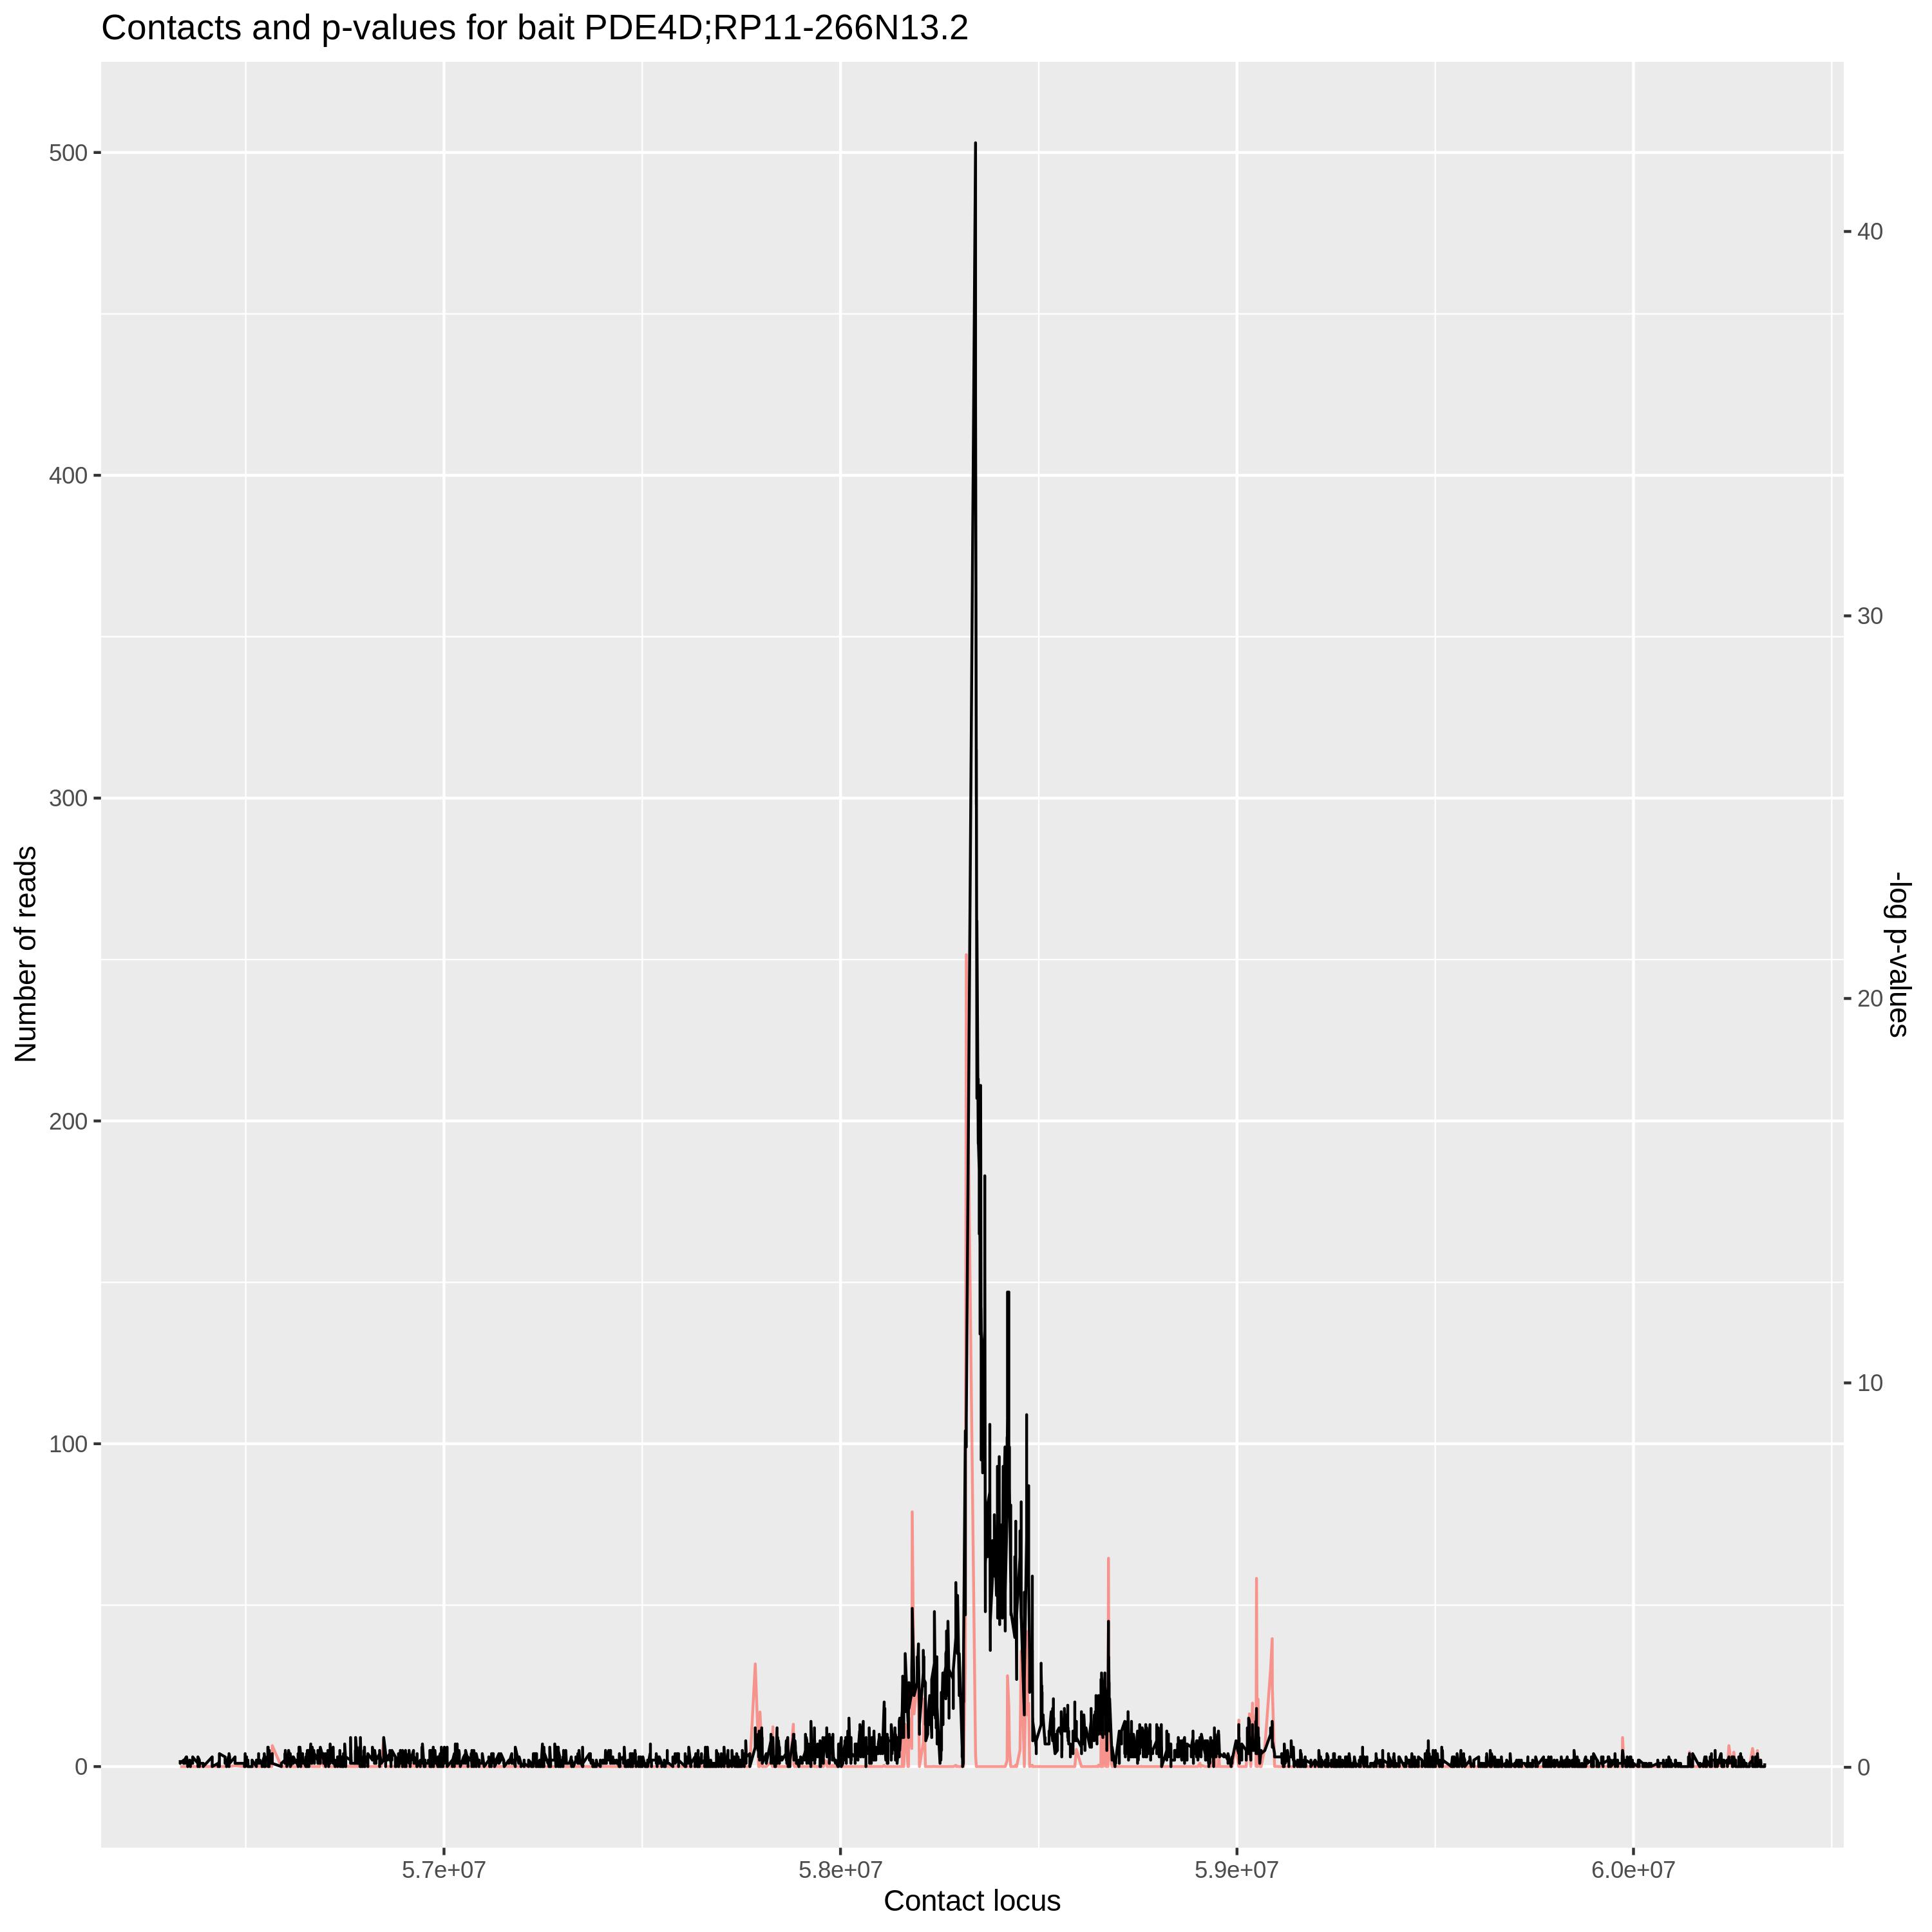 Contacts and p-values for bait PDE4D;RP11-266N13.2
500
400
300
200
100
0
Number of reads
40
30
20
10
0
-log p-values
5.7e+07 5.8e+07 5.9e+07 6.0e+07
Contact locus